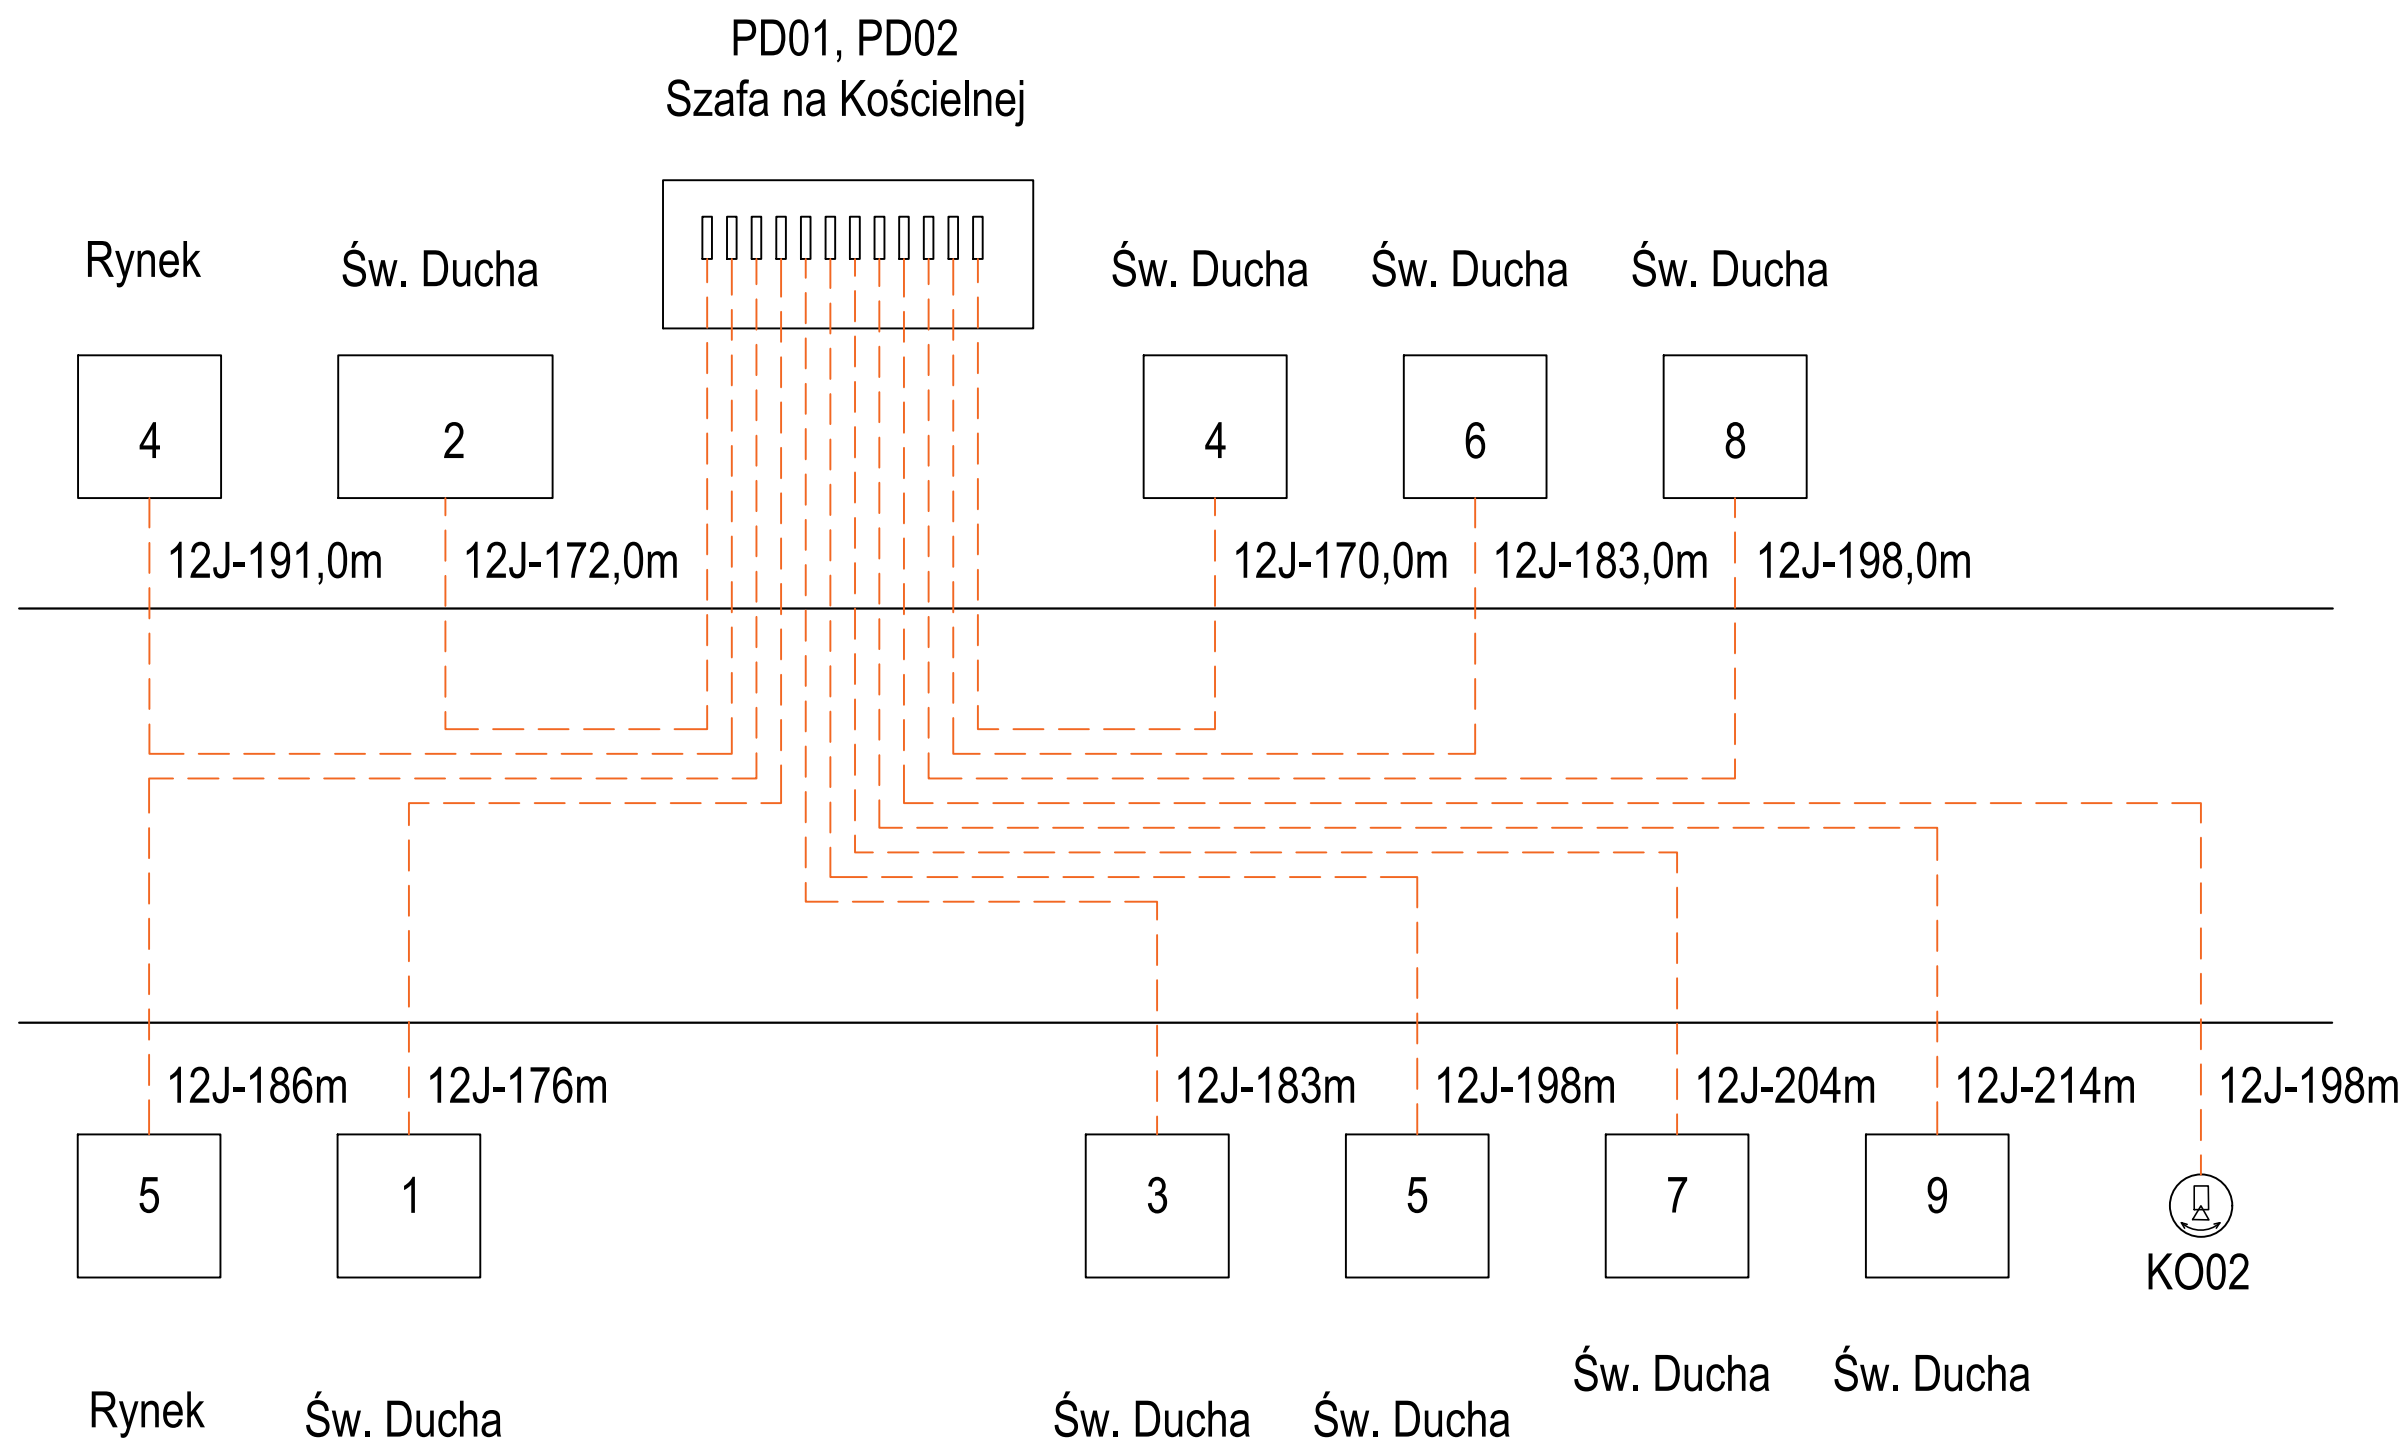 PD01, PD02
Szafa na Kościelnej
Rynek
Św. Ducha
Św. Ducha
Św. Ducha
Św. Ducha
4
2
4
6
8
12J-191,0m
12J-172,0m
12J-170,0m
12J-183,0m
12J-198,0m
12J-186m
12J-176m
12J-183m
12J-198m
12J-204m
12J-214m
12J-198m
5
1
3
5
7
9
KO02
Rynek
Św. Ducha
Św. Ducha
Św. Ducha
Św. Ducha
Św. Ducha